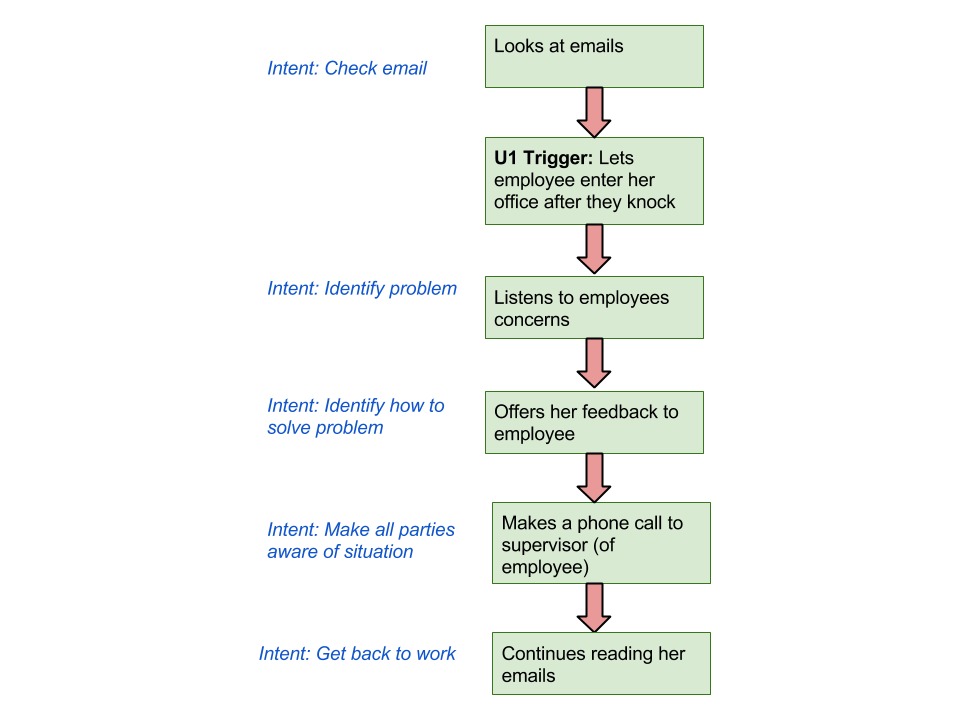 Looks at emails
Intent: Check email
U1 Trigger: Lets
employee enter her
office after they knock
Intent: Identify problem
Listens to employees
concerns
Intent: Identify how to
solve problem
Offers her feedback to
employee
Intent: Make all parties
aware of situation
Makes a phone call to
supervisor (of
employee)
Intent: Get back to work
Continues reading her
emails